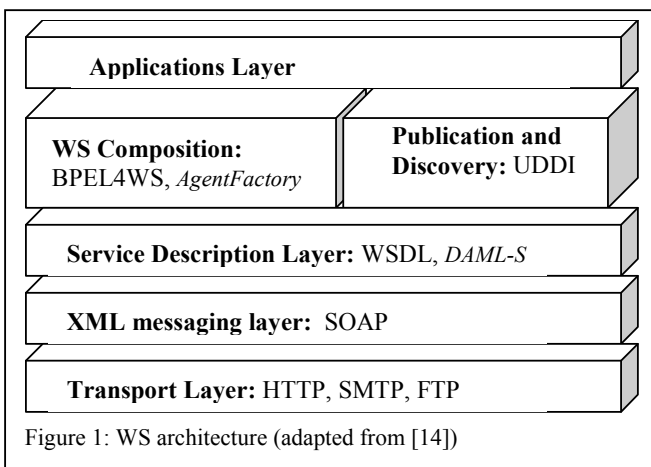 Applications Layer
WS Composition:
BPEL4WS, AgentFactory
Publication and
Discovery: UDDI
Service Description Layer: WSDL, DAML-S
XML messaging layer: SOAP
Transport Layer: HTTP, SMTP, FTP
Figure 1: WS architecture (adapted from [14])